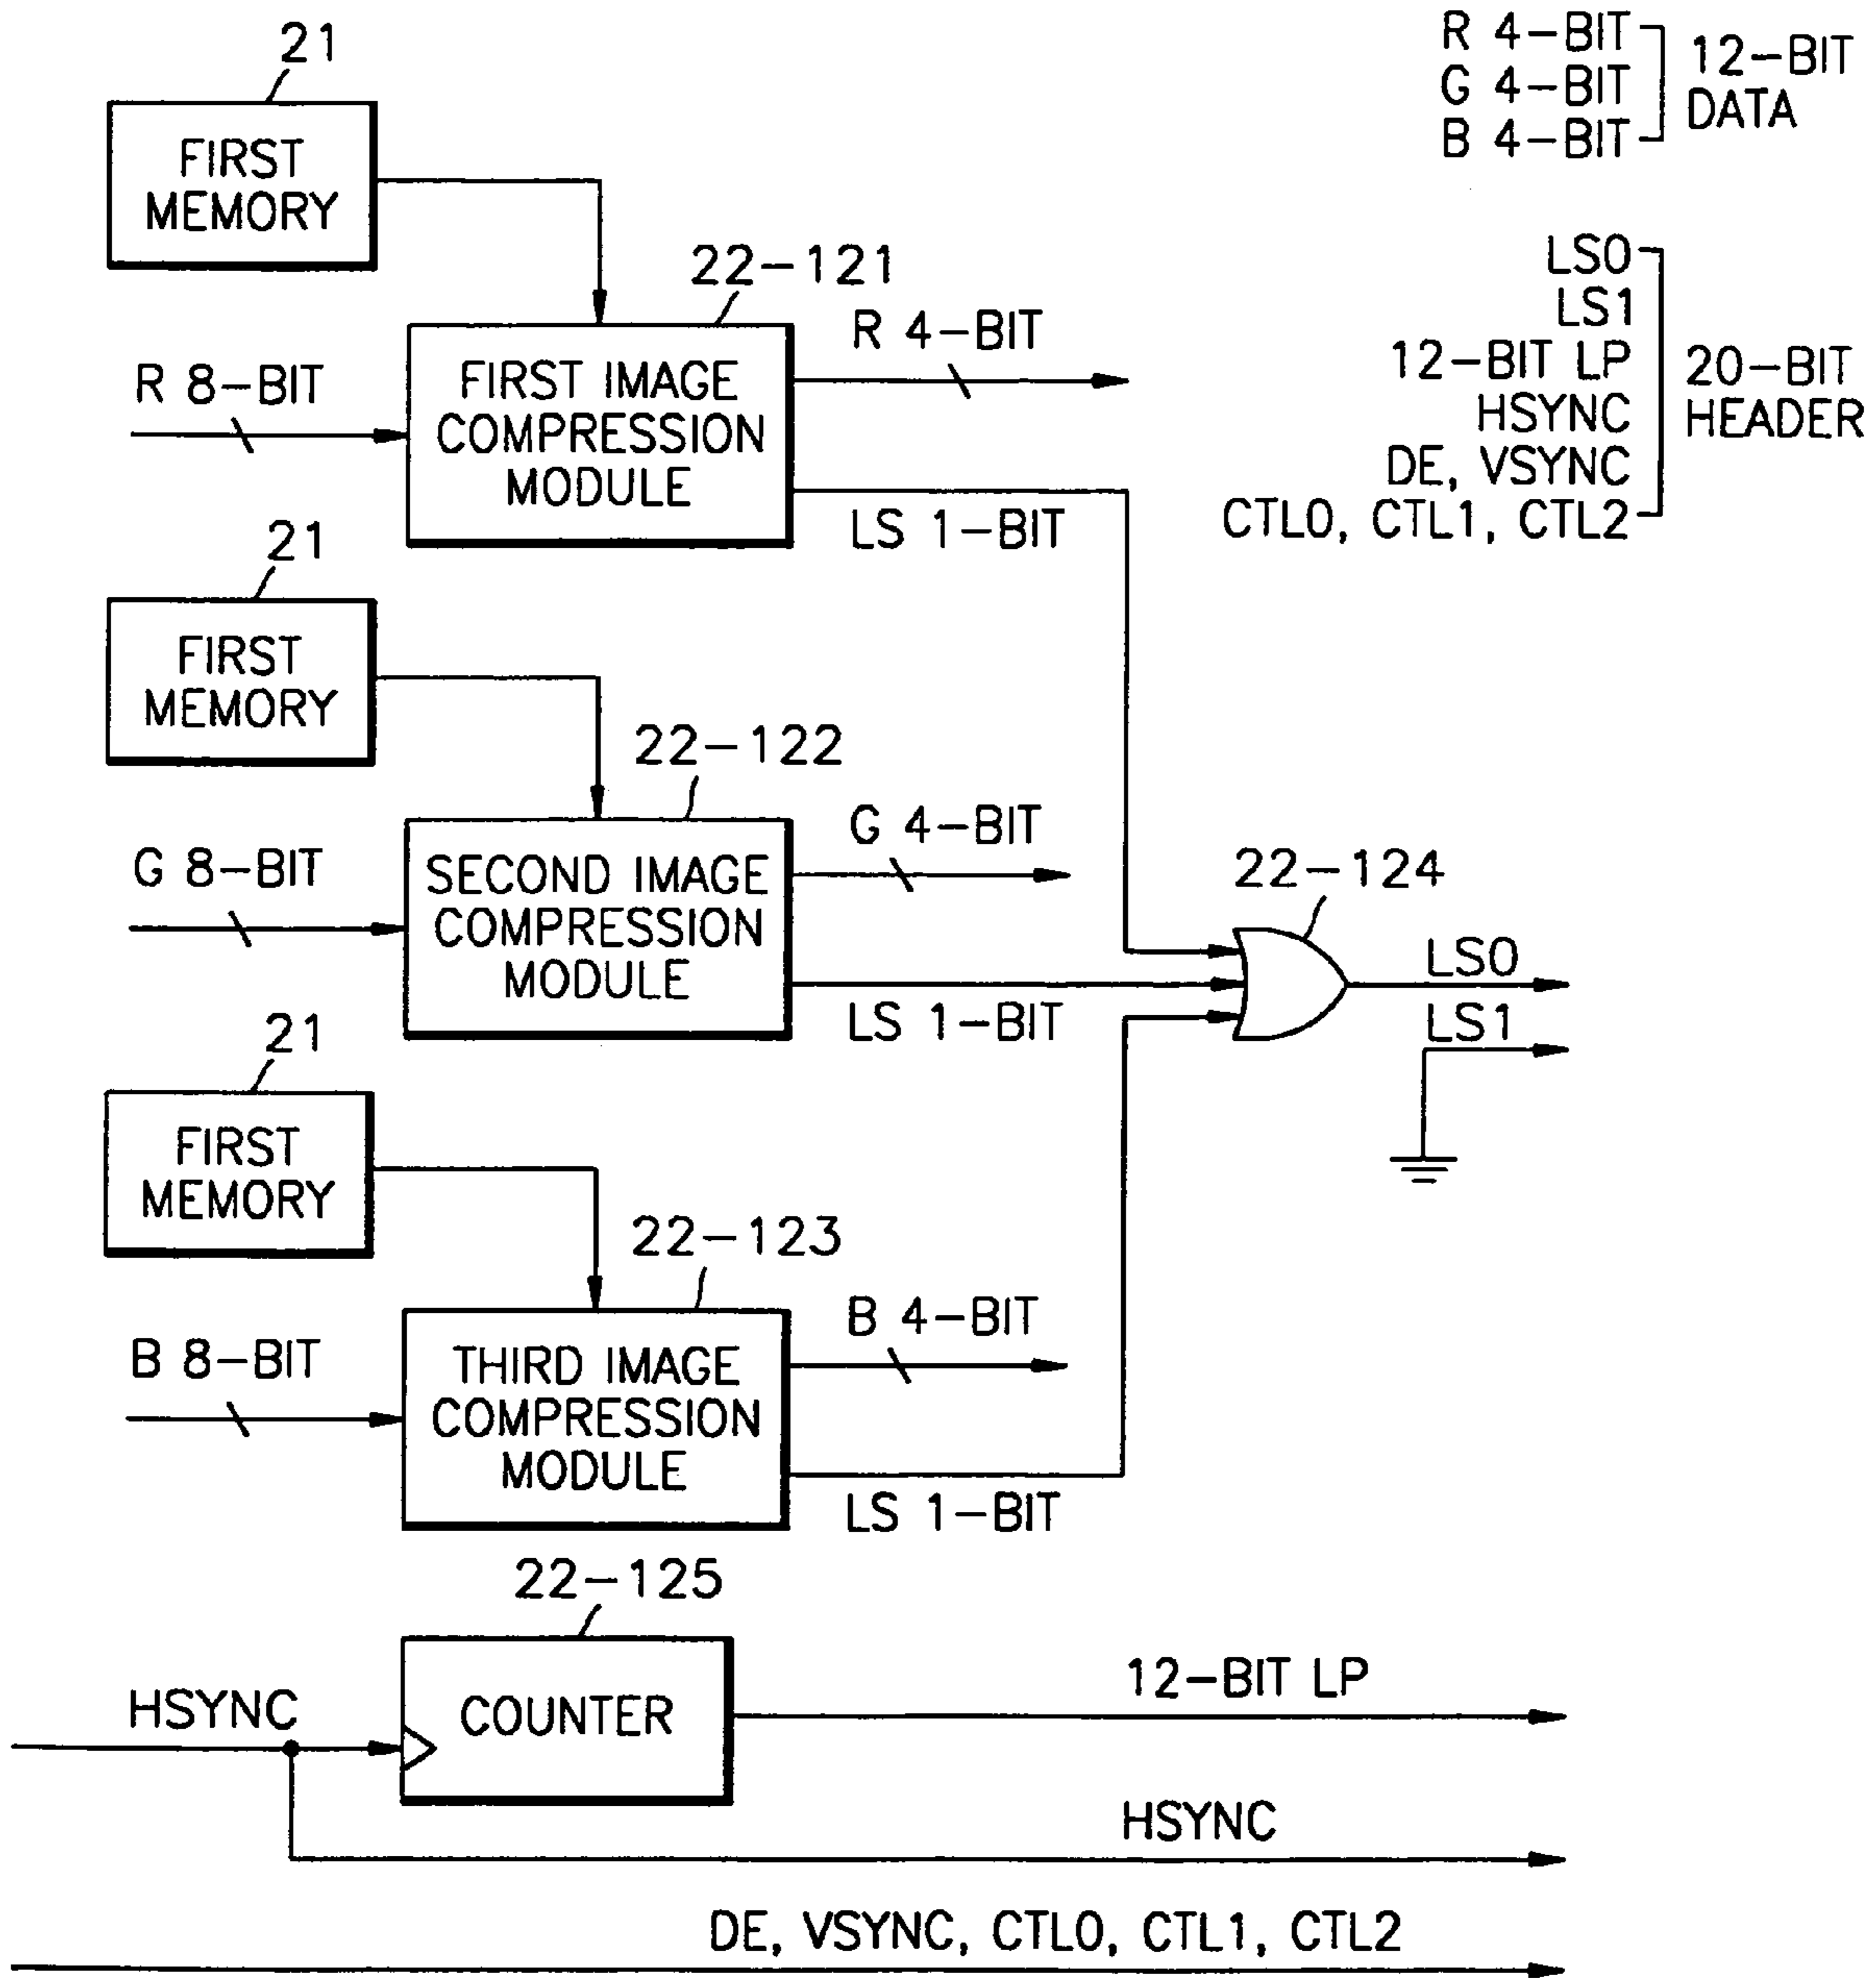 R 4-BIT
G 4-BIT
B 4-BIT
12-BIT
DATA
LS0
LS1
12-BIT LP
HSYNC
DE, VSYNC
CTL0, CTL1, CTL2
20-BIT
HEADER
21
FIRST
MEMORY
22-121
R 8-BIT
FIRST IMAGE
COMPRESSION
MODULE
R 4-BIT
LS 1-BIT
21
FIRST
MEMORY
22-122
G 8-BIT
SECOND IMAGE
COMPRESSION
MODULE
G 4-BIT
LS 1-BIT
22-124
LS0
LS1
21
FIRST
MEMORY
22-123
B 8-BIT
THIRD IMAGE
COMPRESSION
MODULE
B 4-BIT
LS 1-BIT
22-125
HSYNC
COUNTER
12-BIT LP
HSYNC
DE, VSYNC, CTL0, CTL1, CTL2